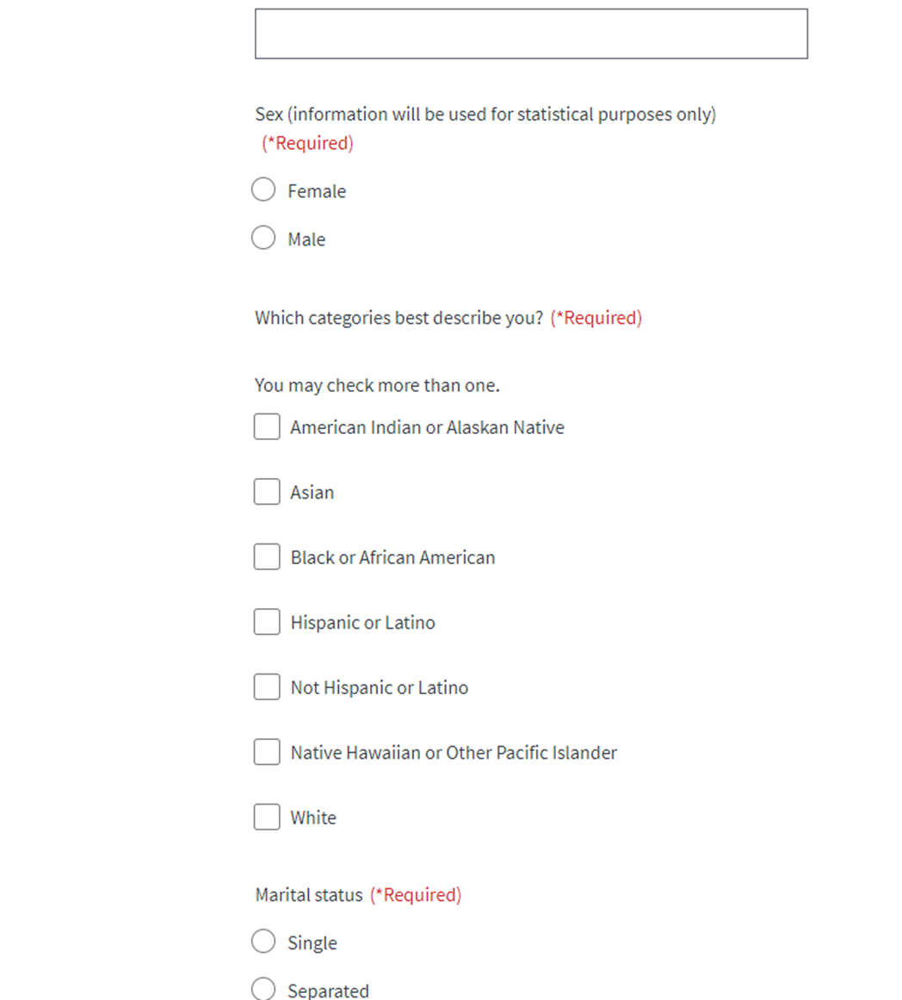 Sex (information will be used for statistical purposes only)
(*Required)
Female
Male
Which categories best describe you? (*Required)
You may check more than one.
American Indian or Alaskan Native
Asian
Black or African American
Hispanic or Latino
Not Hispanic or Latino
Native Hawaiian or Other Pacific Islander
White
Marital status (*Required)
Single
Separated